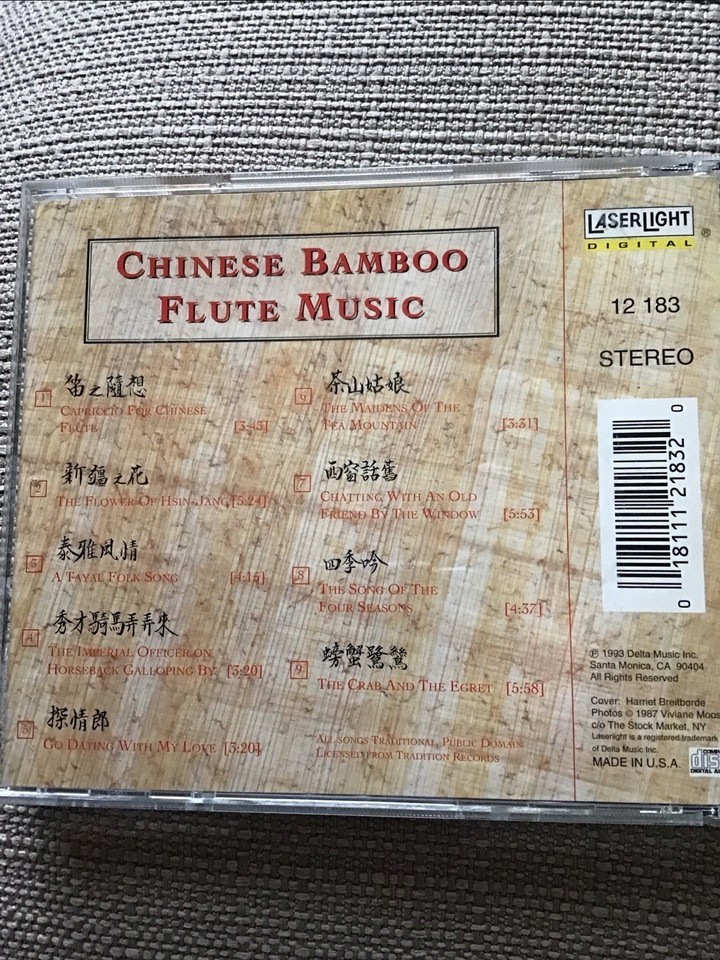 CHINESE BAMBOO
FLUTE MUSIC
1 笛之隨想
CAPRICCIO FOR CHINESE
FLUTE [3:43]
2 新疆之花
THE FLOWER OF HSIN-JANG [5:24]
3 泰雅風情
A TAYAL FOLK SONG [4:15]
4 秀才騎馬弄弄來
THE IMPERIAL OFFICER ON
HORSEBACK GALLOPING BY [3:20]
5 探情郎
GO DATING WITH MY LOVE [3:20]
6 茶山姑娘
THE MAIDENS OF THE
TEA MOUNTAIN [3:31]
7 西窗話舊
CHATTING WITH AN OLD
FRIEND BY THE WINDOW [5:53]
8 四季吟
THE SONG OF THE
FOUR SEASONS [4:37]
9 螃蟹鷺鷥
THE CRAB AND THE EGRET [5:58]
ALL SONGS TRADITIONAL, PUBLIC DOMAIN
LICENSED FROM TRADITION RECORDS
LASERLIGHT ®
DIGITAL
12 183
STEREO
0 18111 21832 0
℗ 1993 Delta Music Inc.
Santa Monica, CA 90404
All Rights Reserved
Cover: Harriet Breitborde
Photos © 1987 Viviane Moos
c/o The Stock Market, NY
Laserlight is a registered trademark
of Delta Music Inc.
MADE IN U.S.A.